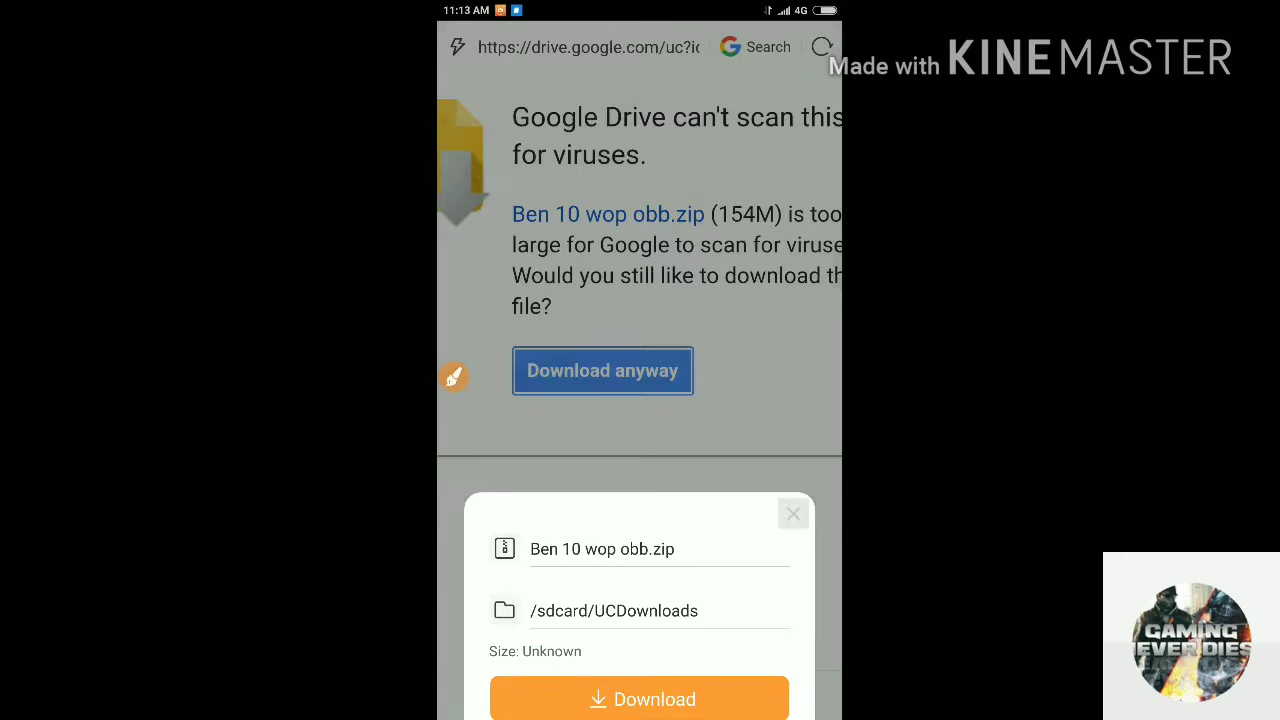 11:13 AM 4G
https://drive.google.com/uc?ic Search
Made with KINEMASTER
Google Drive can't scan this
for viruses.
Ben 10 wop obb.zip (154M) is too
large for Google to scan for viruse
Would you still like to download th
file?
Download anyway
Ben 10 wop obb.zip
/sdcard/UCDownloads
Size: Unknown
Download
GAMING
EVER DIES